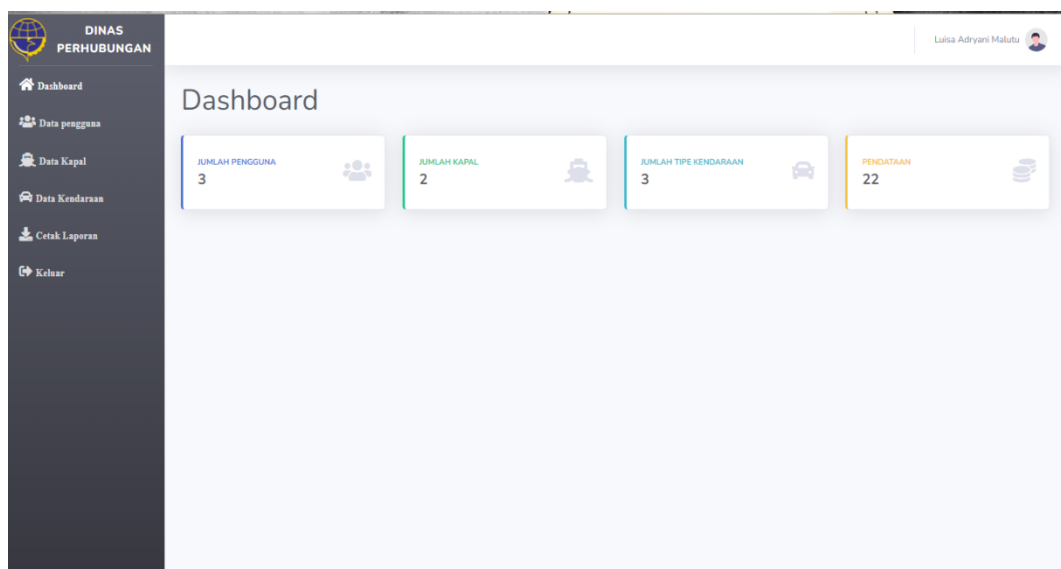 DINAS
PERHUBUNGAN
Luisa Adryani Malutu
Dashboard
Data pengguna
Data Kapal
Data Kendaraan
Cetak Laporan
Keluar
Dashboard
JUMLAH PENGGUNA
3
JUMLAH KAPAL
2
JUMLAH TIPE KENDARAAN
3
PENDATAAN
22